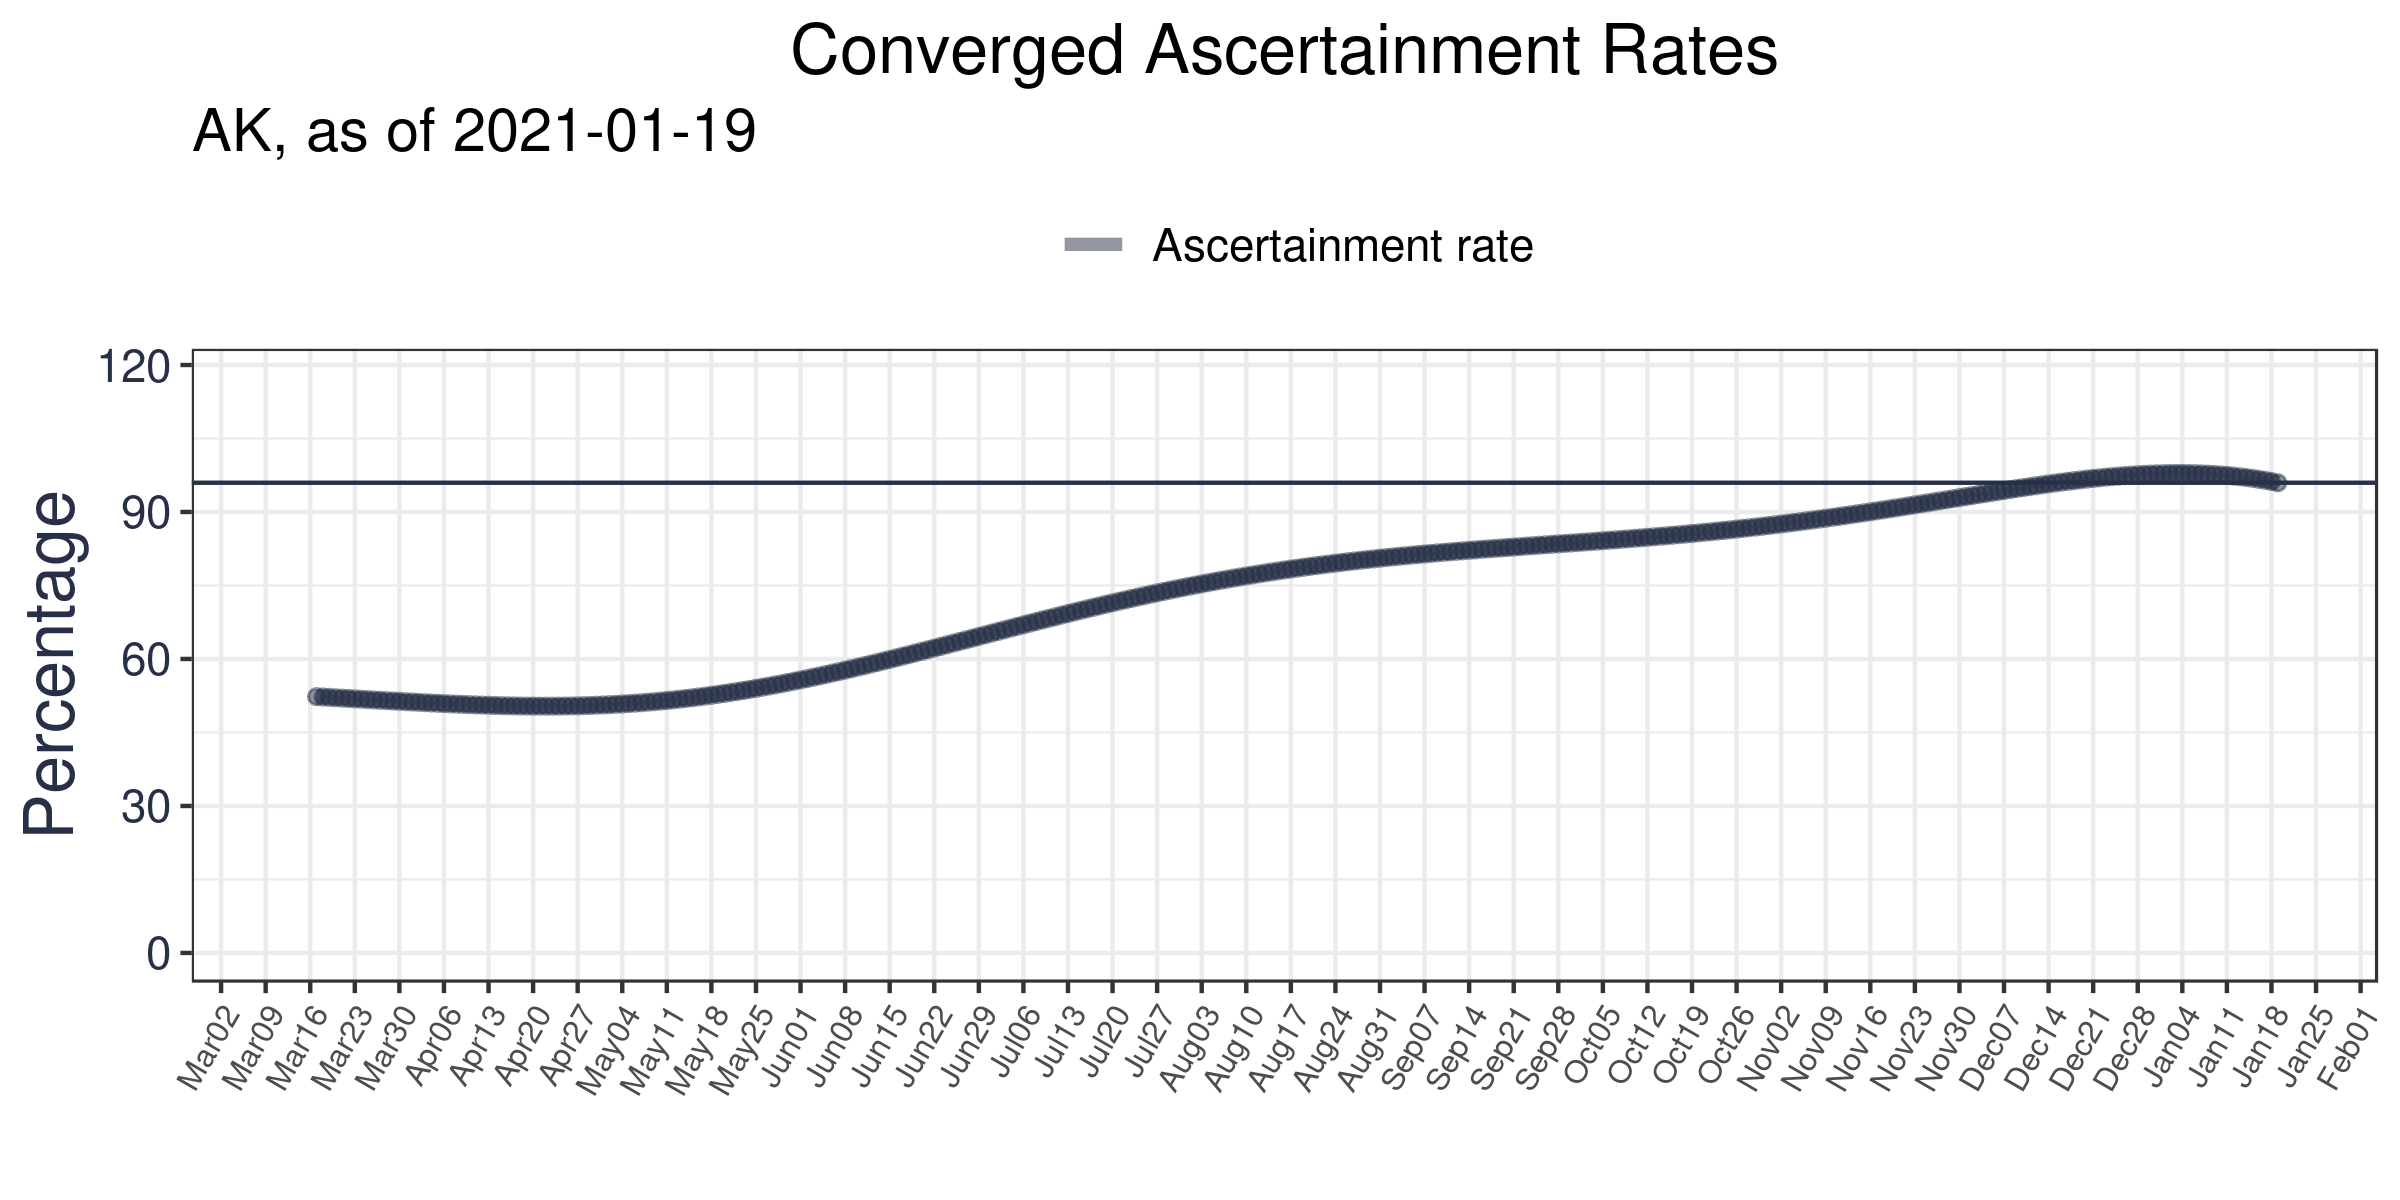 Converged Ascertainment Rates
AK, as of 2021-01-19
Ascertainment rate
Percentage
120
90
60
30
0
Mar02 Mar09 Mar16 Mar23 Mar30 Apr06 Apr13 Apr20 Apr27 May04 May11 May18 May25 Jun01 Jun08 Jun15 Jun22 Jun29 Jul06 Jul13 Jul20 Jul27 Aug03 Aug10 Aug17 Aug24 Aug31 Sep07 Sep14 Sep21 Sep28 Oct05 Oct12 Oct19 Oct26 Nov02 Nov09 Nov16 Nov23 Nov30 Dec07 Dec14 Dec21 Dec28 Jan04 Jan11 Jan18 Jan25 Feb01